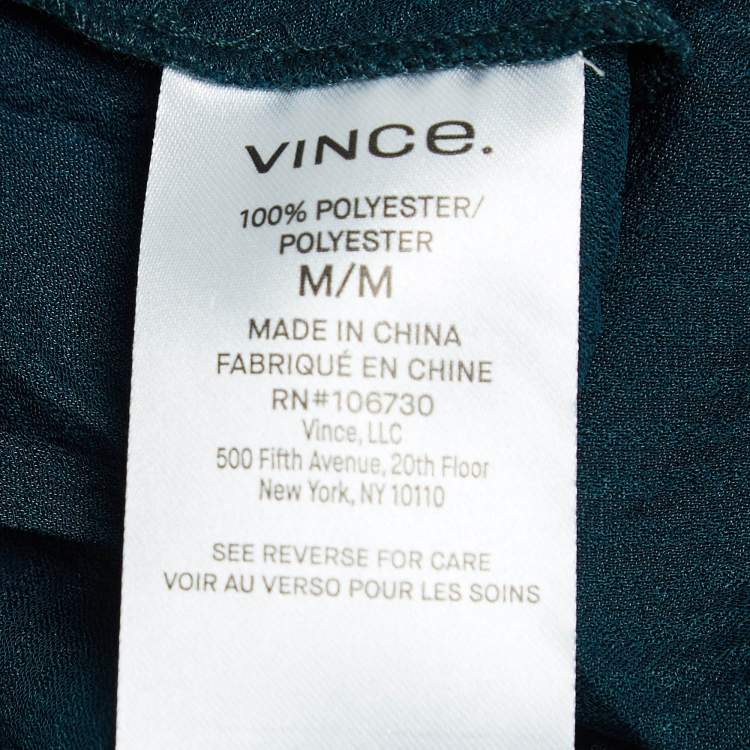 VINCe.
100% POLYESTER/
POLYESTER
M/M
MADE IN CHINA
FABRIQUÉ EN CHINE
RN#106730
Vince, LLC
500 Fifth Avenue, 20th Floor
New York, NY 10110
SEE REVERSE FOR CARE
VOIR AU VERSO POUR LES SOINS